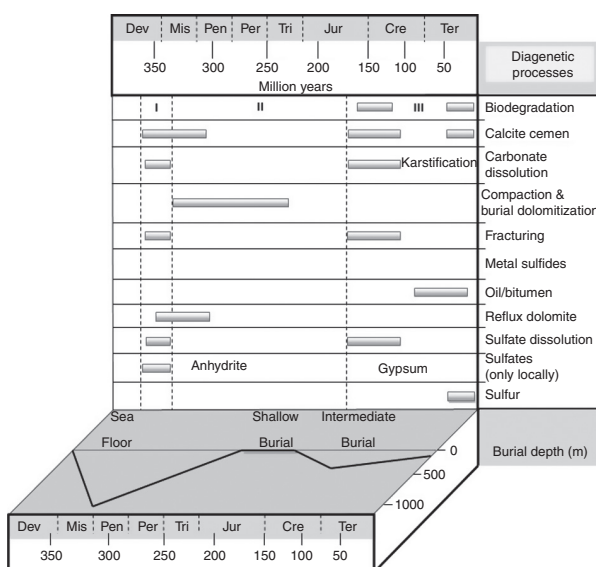 Dev Mis Pen Per Tri Jur Cre Ter
350 300 250 200 150 100 50
Million years
Diagenetic
processes
I II III
Biodegradation
Calcite cemen
Karstification
Carbonate
dissolution
Compaction &
burial dolomitization
Fracturing
Metal sulfides
Oil/bitumen
Reflux dolomite
Sulfate dissolution
Anhydrite Gypsum
Sulfates
(only locally)
Sulfur
Sea Shallow Intermediate
Floor Burial Burial
0
500
1000
Burial depth (m)
Dev Mis Pen Per Tri Jur Cre Ter
350 300 250 200 150 100 50